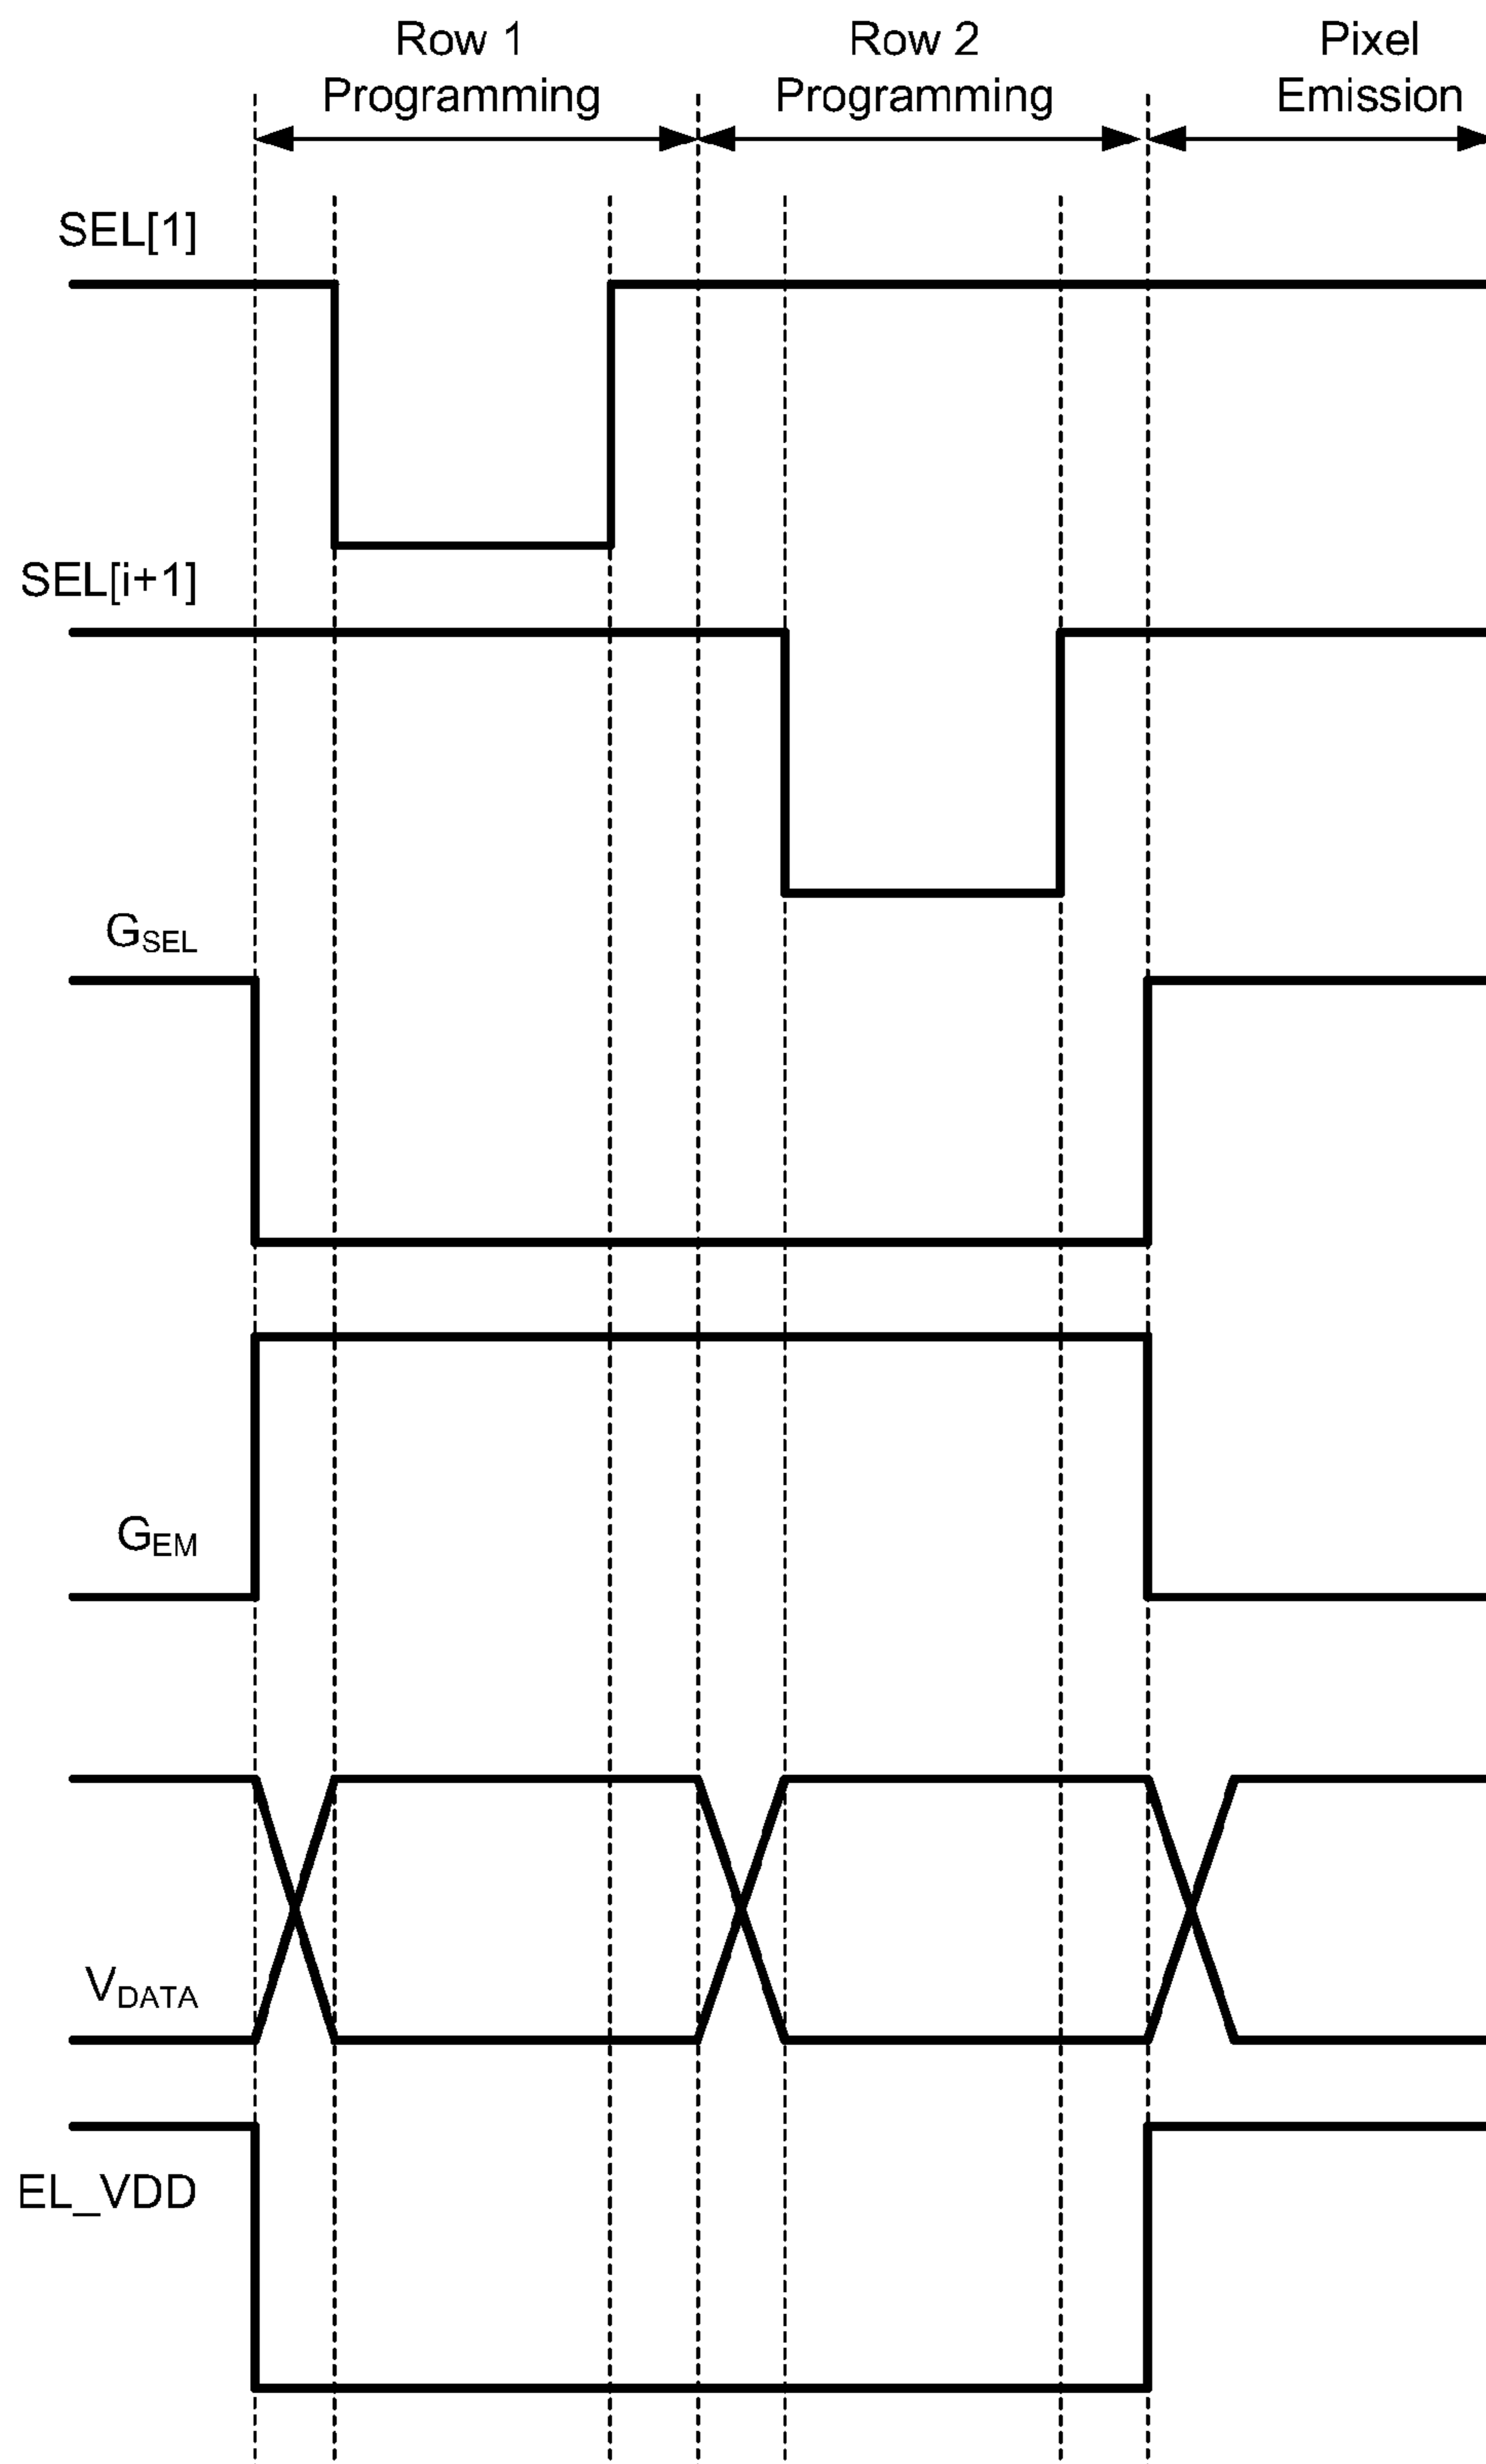 Row 1
Programming
Row 2
Programming
Pixel
Emission
SEL[1]
SEL[i+1]
GSEL
GEM
VDATA
EL_VDD